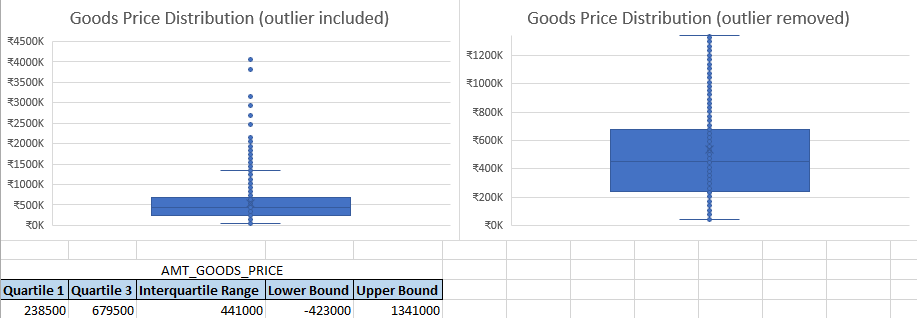 Goods Price Distribution (outlier included)
₹4500K
₹4000K
₹3500K
₹3000K
₹2500K
₹2000K
₹1500K
₹1000K
₹500K
₹0K
Goods Price Distribution (outlier removed)
₹1200K
₹1000K
₹800K
₹600K
₹400K
₹200K
₹0K
AMT_GOODS_PRICE
Quartile 1 Quartile 3 Interquartile Range Lower Bound Upper Bound
238500 679500 441000 -423000 1341000